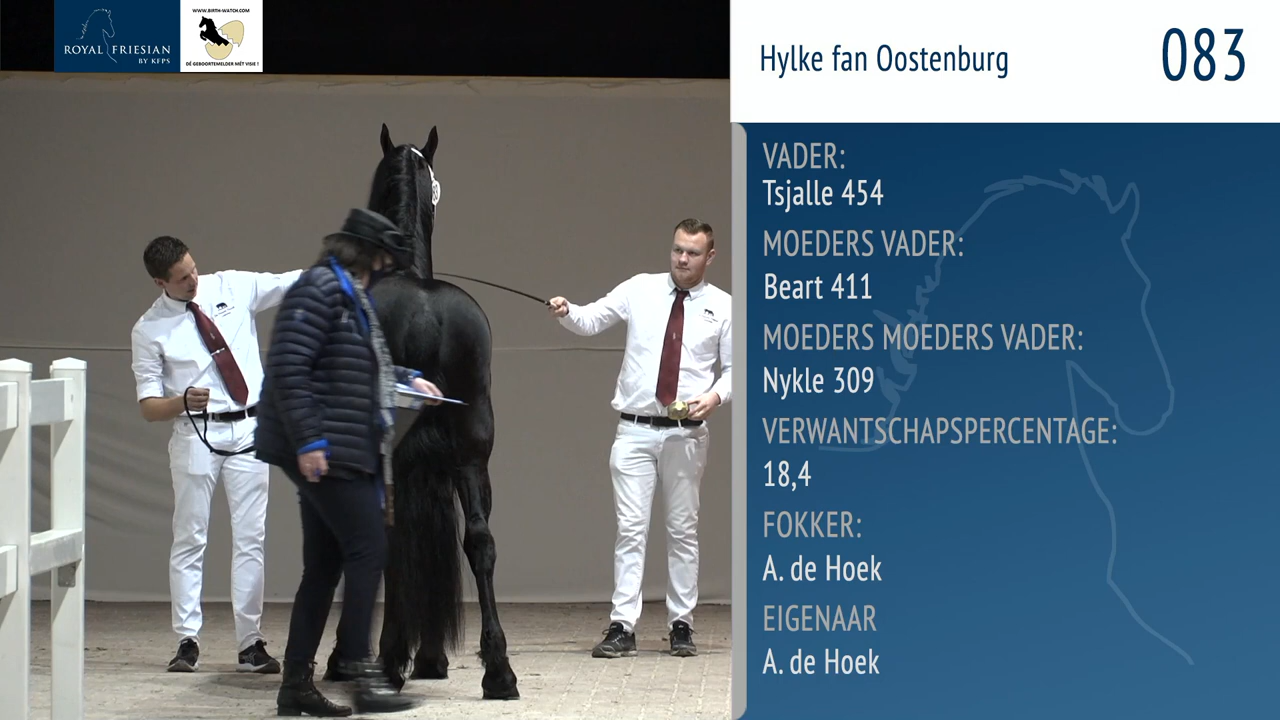 ROYAL FRIESIAN
BY KFPS
WWW.BIRTH-WATCH.COM
DÉ GEBOORTEMELDER MÉT VISIE !
Hylke fan Oostenburg
083
VADER:
Tsjalle 454
MOEDERS VADER:
Beart 411
MOEDERS MOEDERS VADER:
Nykle 309
VERWANTSCHAPSPERCENTAGE:
18,4
FOKKER:
A. de Hoek
EIGENAAR
A. de Hoek